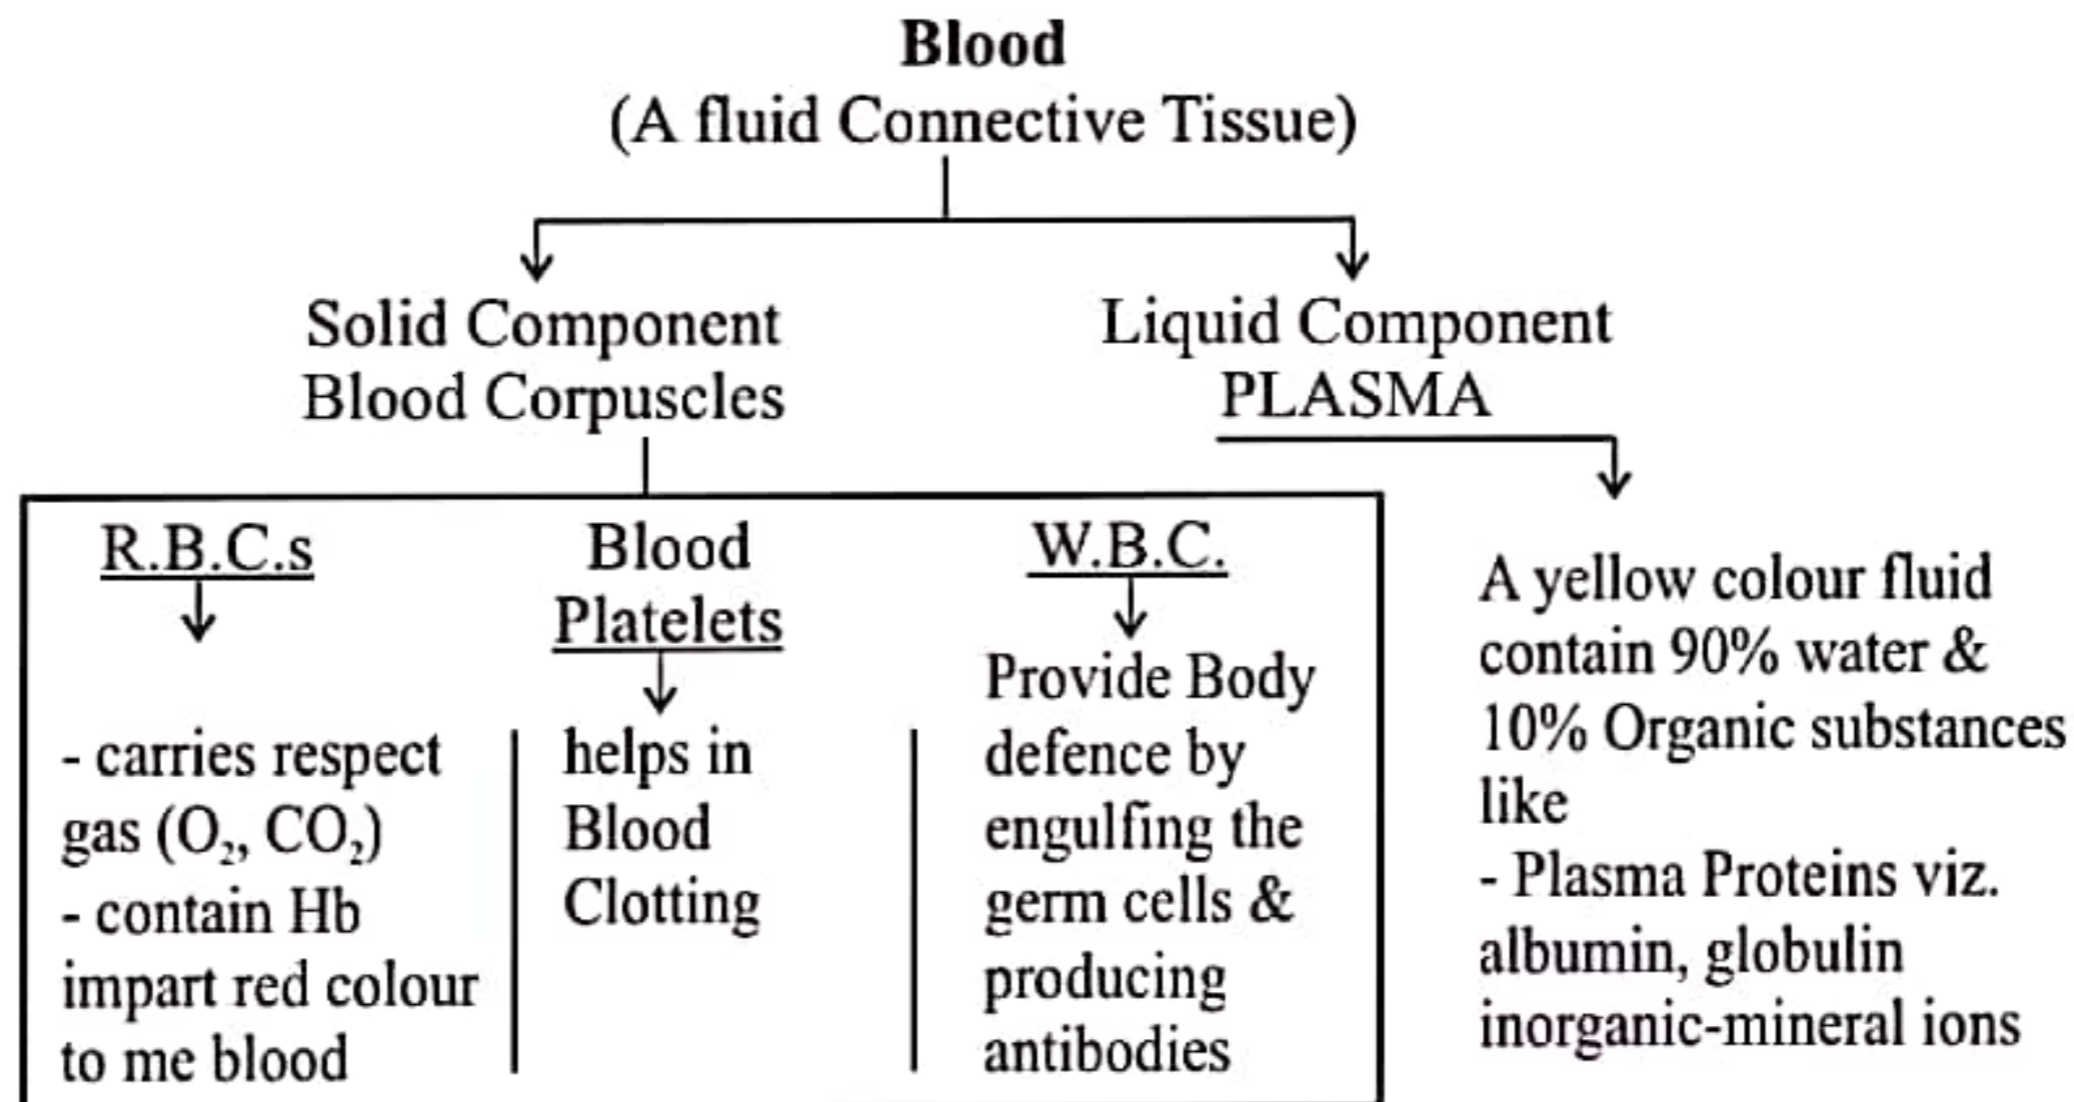 Blood
(A fluid Connective Tissue)
Solid Component
Blood Corpuscles
Liquid Component
PLASMA
R.B.C.s
- carries respect
gas (O₂, CO₂)
- contain Hb
impart red colour
to me blood
Blood
Platelets
helps in
Blood
Clotting
W.B.C.
Provide Body
defence by
engulfing the
germ cells &
producing
antibodies
A yellow colour fluid
contain 90% water &
10% Organic substances
like
- Plasma Proteins viz.
albumin, globulin
inorganic-mineral ions